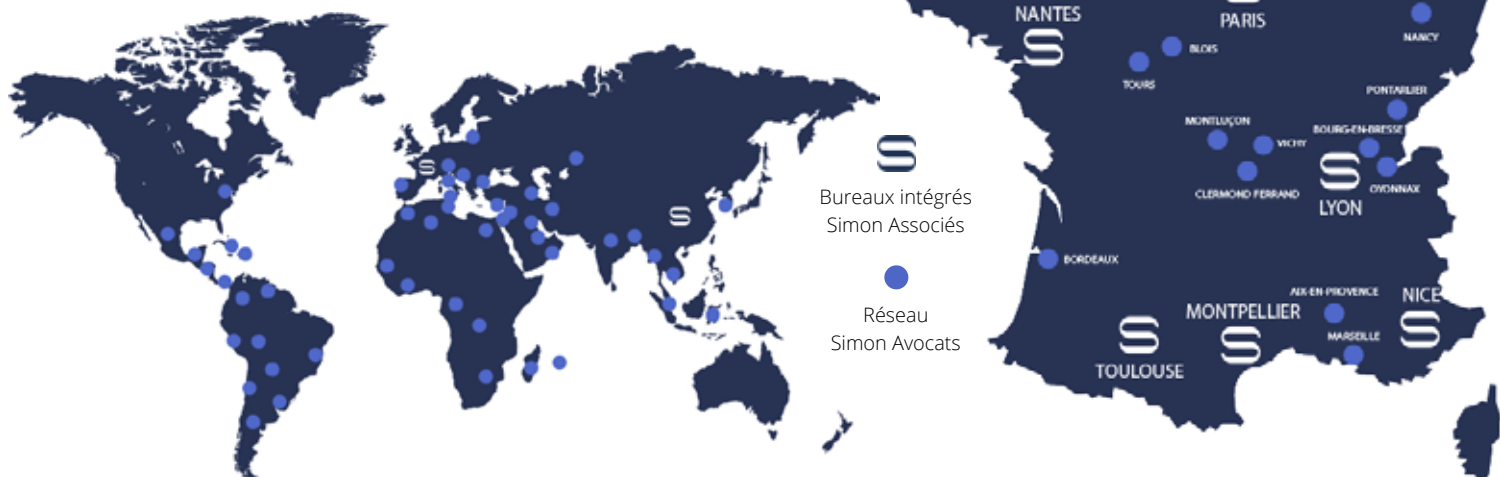 Bureaux intégrés
Simon Associés
Réseau
Simon Avocats
NANTES
PARIS
NANCY
BLOIS
TOURS
PONTARLIER
MONTLUÇON
BOURG-EN-BRESSE
VICHY
CLERMOND FERRAND
OYONNAX
LYON
BORDEAUX
AIX-EN-PROVENCE
NICE
MONTPELLIER
MARSEILLE
TOULOUSE